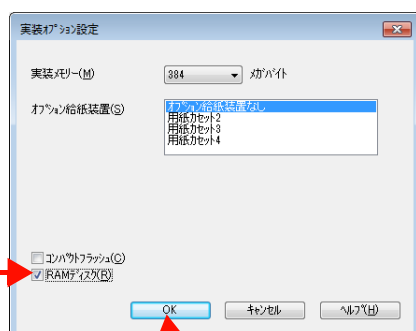 実装ｵﾌﾟｼｮﾝ設定
実装ﾒﾓﾘｰ(M) 384 ﾒｶﾞﾊﾞｲﾄ
ｵﾌﾟｼｮﾝ給紙装置(S) ｵﾌﾟｼｮﾝ給紙装置なし
用紙ｶｾｯﾄ2
用紙ｶｾｯﾄ3
用紙ｶｾｯﾄ4
ｺﾝﾊﾟｸﾄﾌﾗｯｼｭ(C)
RAMﾃﾞｨｽｸ(R)
OK ｷｬﾝｾﾙ ﾍﾙﾌﾟ(H)